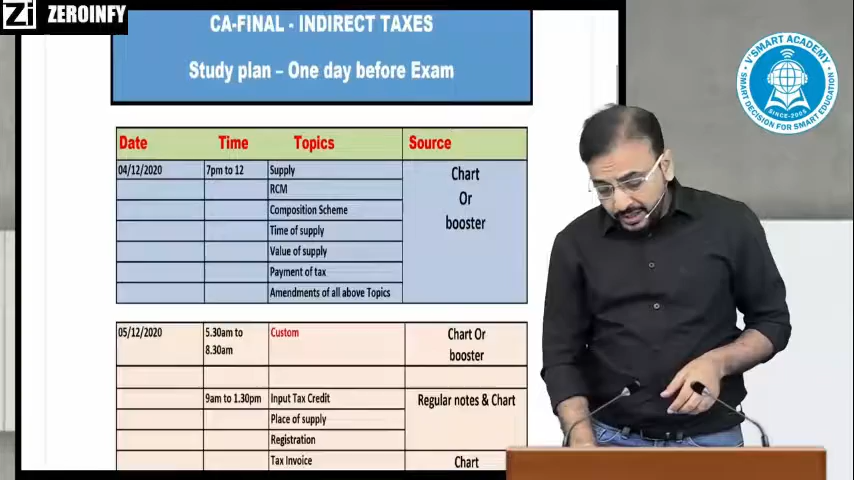 Zi ZEROINFY
CA-FINAL - INDIRECT TAXES
Study plan – One day before Exam
V'SMART ACADEMY
SINCE-2005
SMART DECISION FOR SMART EDUCATION
Date Time Topics Source
04/12/2020 7pm to 12 Supply Chart
RCM Or
Composition Scheme booster
Time of supply
Value of supply
Payment of tax
Amendments of all above Topics
05/12/2020 5.30am to Custom Chart Or
8.30am booster
9am to 1.30pm Input Tax Credit Regular notes & Chart
Place of supply
Registration
Tax Invoice Chart